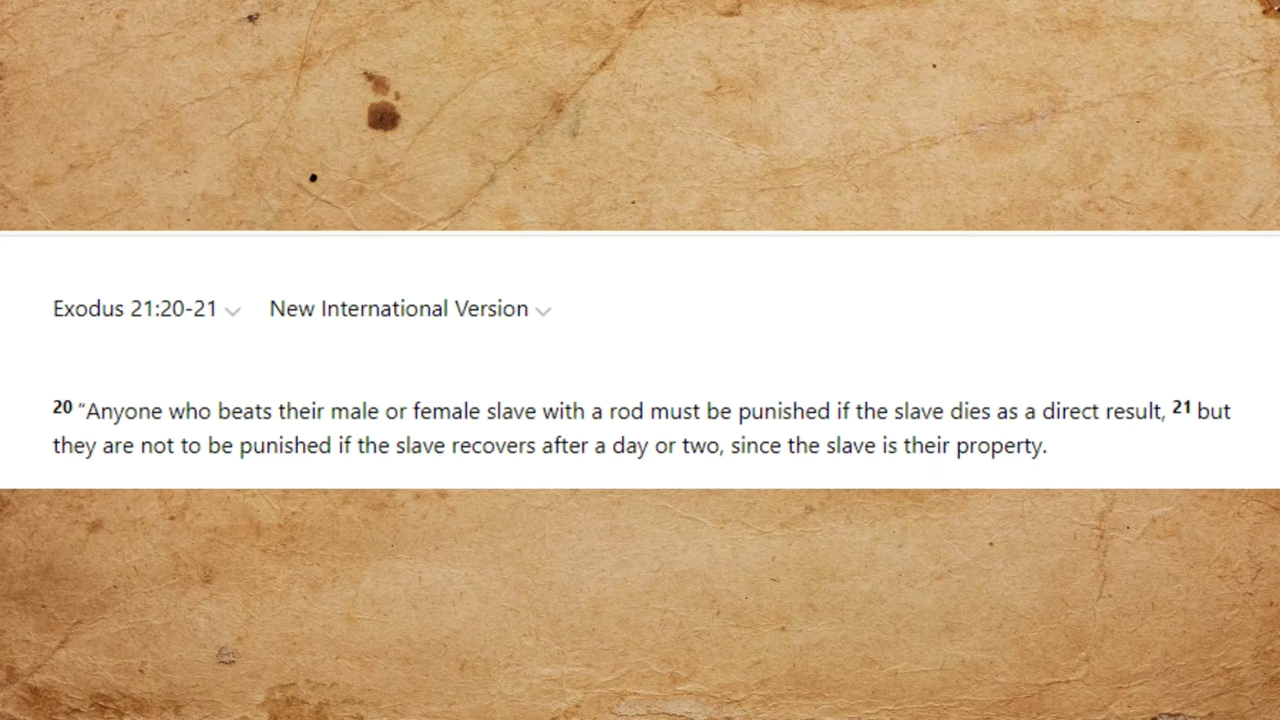 Exodus 21:20-21 New International Version
20 “Anyone who beats their male or female slave with a rod must be punished if the slave dies as a direct result, 21 but
they are not to be punished if the slave recovers after a day or two, since the slave is their property.